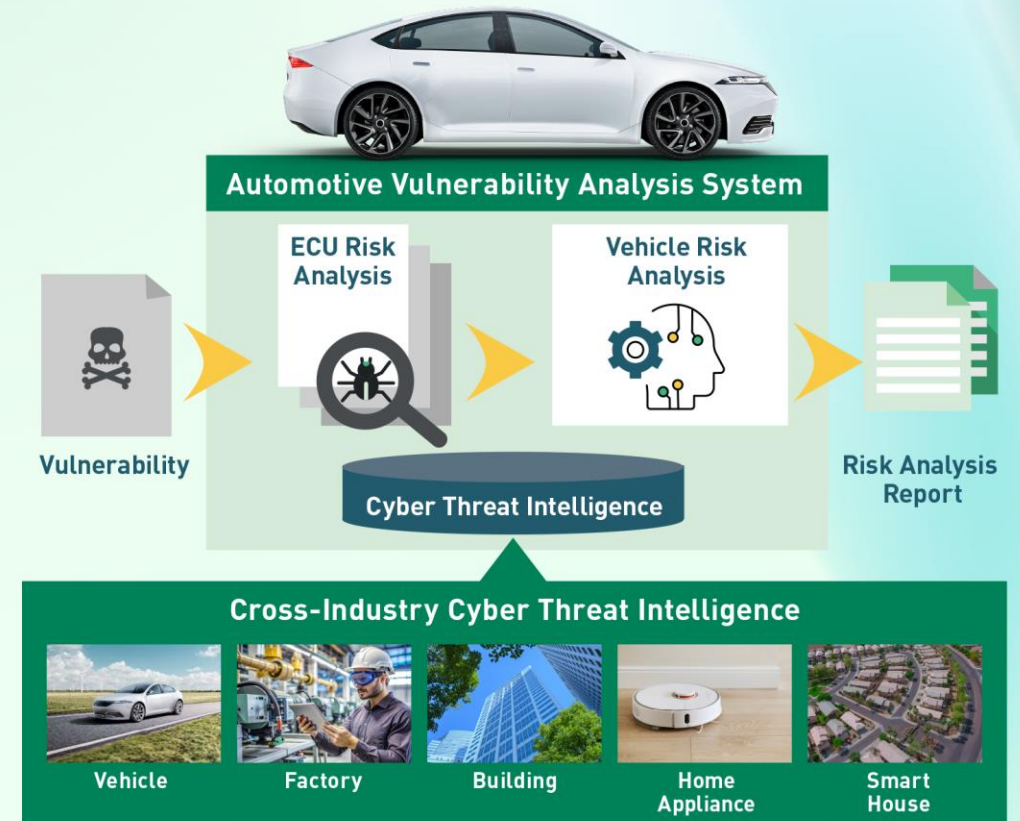 Automotive Vulnerability Analysis System
ECU Risk
Analysis
Vehicle Risk
Analysis
Vulnerability
Cyber Threat Intelligence
Risk Analysis
Report
Cross-Industry Cyber Threat Intelligence
Vehicle
Factory
Building
Home
Appliance
Smart
House